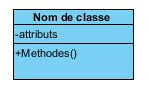 Nom de classe
-attributs
+Methodes()